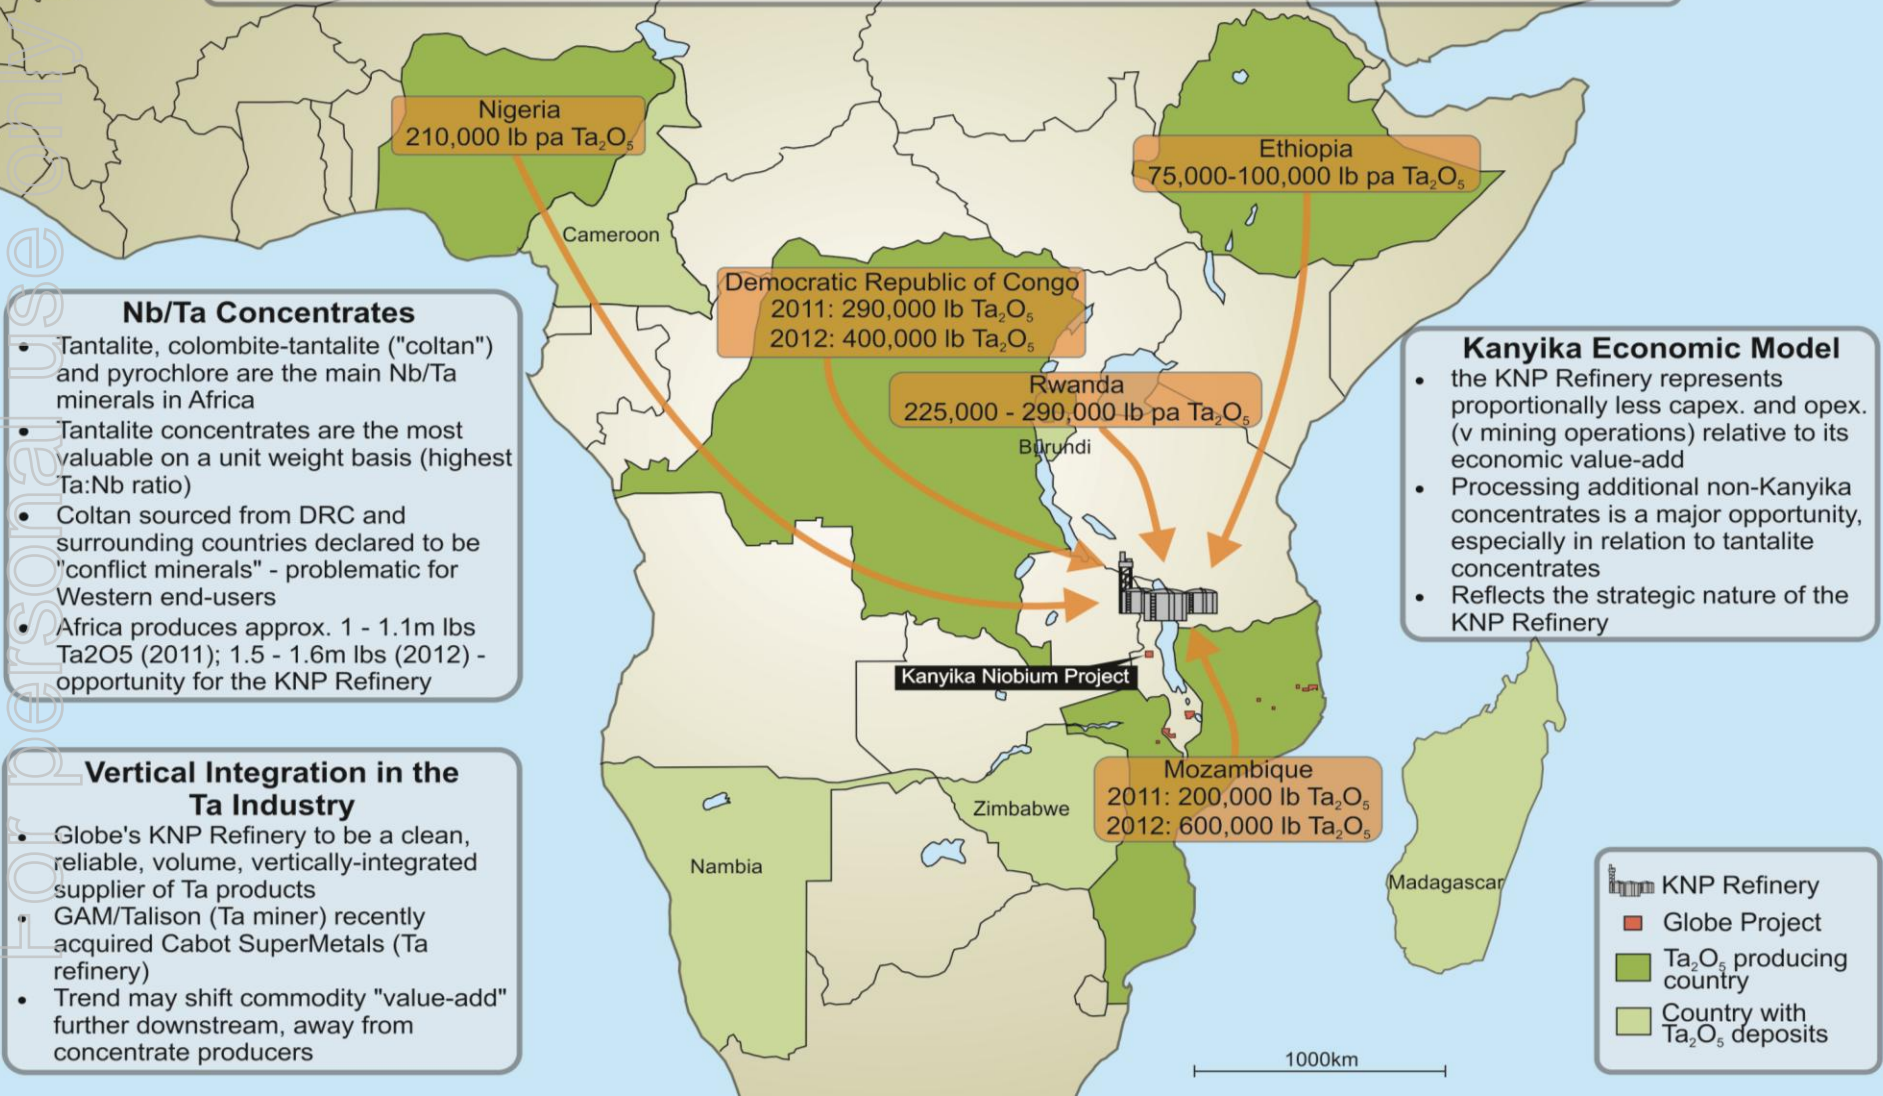 For personal use only
Nigeria
210,000 lb pa Ta₂O₅
Ethiopia
75,000-100,000 lb pa Ta₂O₅
Cameroon
Democratic Republic of Congo
2011: 290,000 lb Ta₂O₅
2012: 400,000 lb Ta₂O₅
Rwanda
225,000 - 290,000 lb pa Ta₂O₅
Burundi
Nb/Ta Concentrates
• Tantalite, colombite-tantalite ("coltan")
and pyrochlore are the main Nb/Ta
minerals in Africa
• Tantalite concentrates are the most
valuable on a unit weight basis (highest
Ta:Nb ratio)
• Coltan sourced from DRC and
surrounding countries declared to be
"conflict minerals" - problematic for
Western end-users
• Africa produces approx. 1 - 1.1m lbs
Ta2O5 (2011); 1.5 - 1.6m lbs (2012) -
opportunity for the KNP Refinery
Kanyika Economic Model
• the KNP Refinery represents
proportionally less capex. and opex.
(v mining operations) relative to its
economic value-add
• Processing additional non-Kanyika
concentrates is a major opportunity,
especially in relation to tantalite
concentrates
• Reflects the strategic nature of the
KNP Refinery
Kanyika Niobium Project
Vertical Integration in the
Ta Industry
• Globe's KNP Refinery to be a clean,
reliable, volume, vertically-integrated
supplier of Ta products
• GAM/Talison (Ta miner) recently
acquired Cabot SuperMetals (Ta
refinery)
• Trend may shift commodity "value-add"
further downstream, away from
concentrate producers
Mozambique
2011: 200,000 lb Ta₂O₅
2012: 600,000 lb Ta₂O₅
Zimbabwe
Nambia
Madagascar
KNP Refinery
Globe Project
Ta₂O₅ producing
country
Country with
Ta₂O₅ deposits
1000km